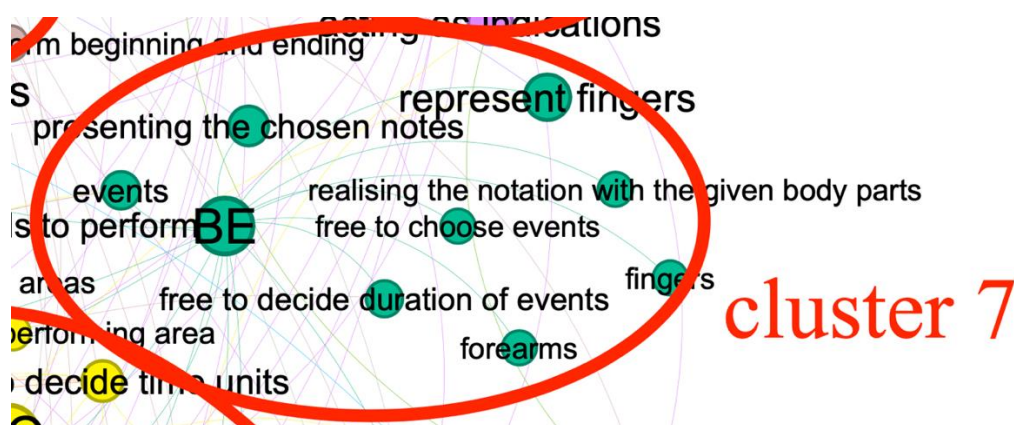 acting as indications
rm beginning and ending
s
represent fingers
presenting the chosen notes
events
realising the notation with the given body parts
s to perform
BE
free to choose events
areas
fingers
free to decide duration of events
cluster 7
performing area
forearms
decide time units